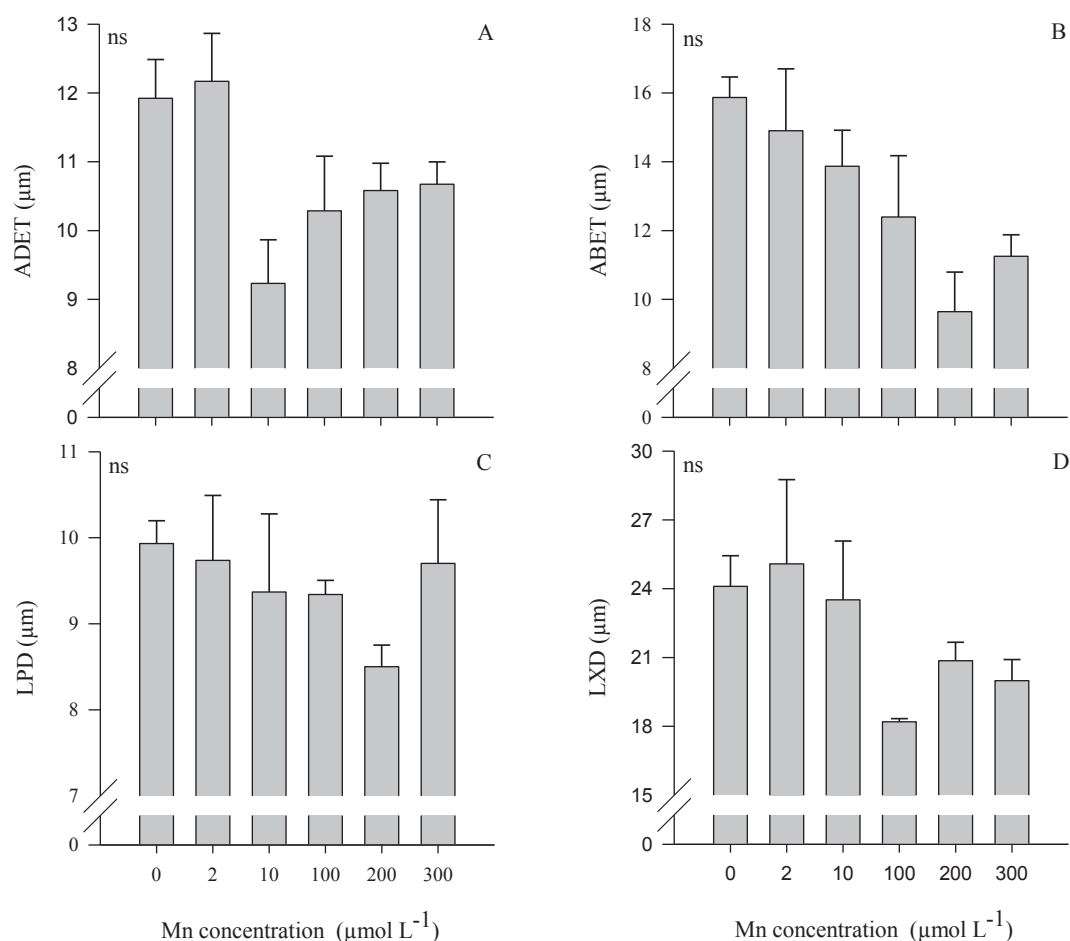 ns
A
13
12
11
10
9
8
0
ADET (µm)
ns
B
18
16
14
12
10
8
0
ABET (µm)
ns
C
11
10
9
8
7
0
LPD (µm)
0 2 10 100 200 300
Mn concentration (µmol L-1)
ns
D
30
27
24
21
18
15
0
LXD (µm)
0 2 10 100 200 300
Mn concentration (µmol L-1)